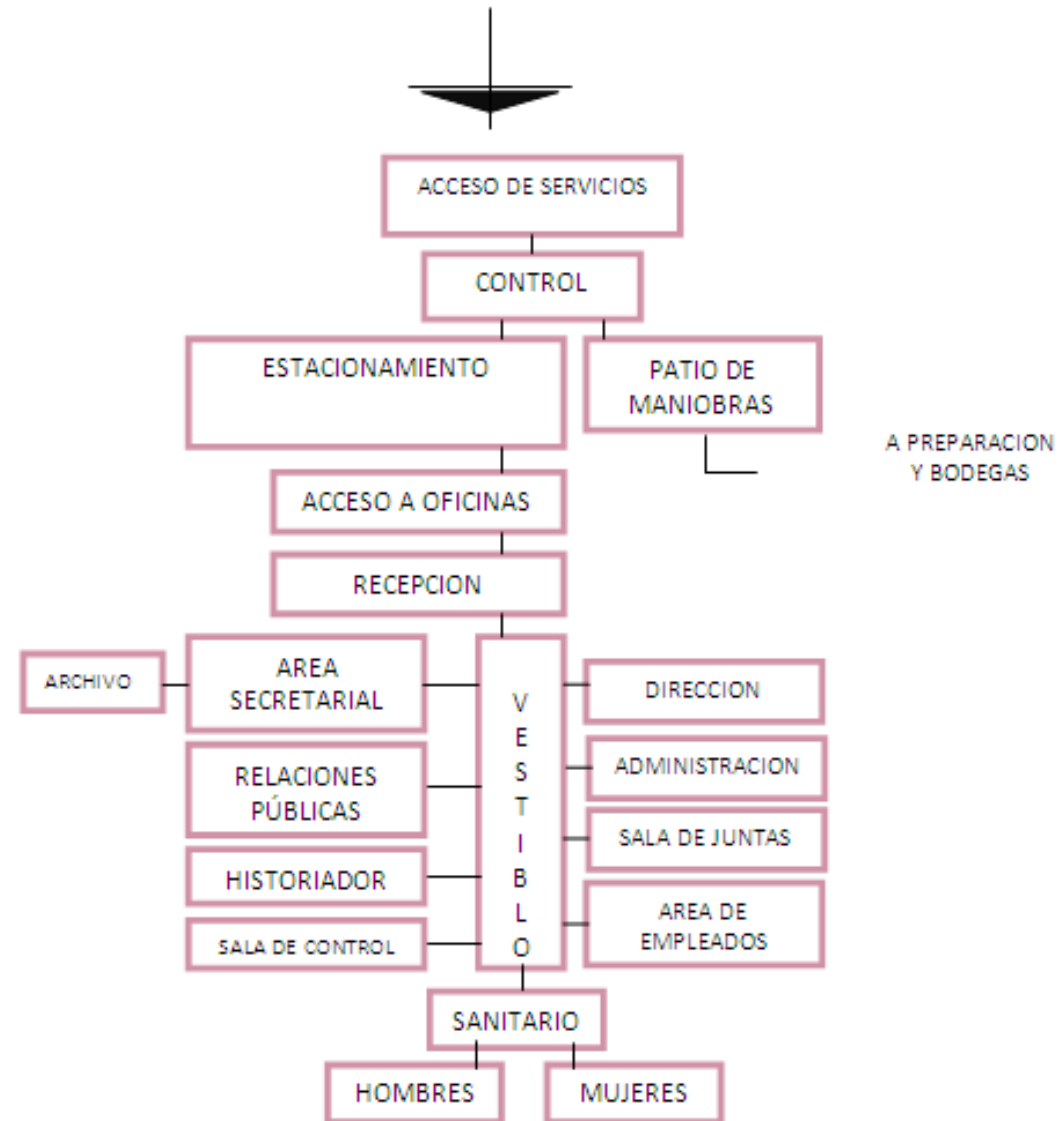 ACCESO DE SERVICIOS
CONTROL
ESTACIONAMIENTO
PATIO DE
MANIOBRAS
A PREPARACION
Y BODEGAS
ACCESO A OFICINAS
RECEPCION
ARCHIVO
AREA
SECRETARIAL
RELACIONES
PÚBLICAS
HISTORIADOR
SALA DE CONTROL
V
E
S
T
I
B
L
O
DIRECCION
ADMINISTRACION
SALA DE JUNTAS
AREA DE
EMPLEADOS
SANITARIO
HOMBRES
MUJERES